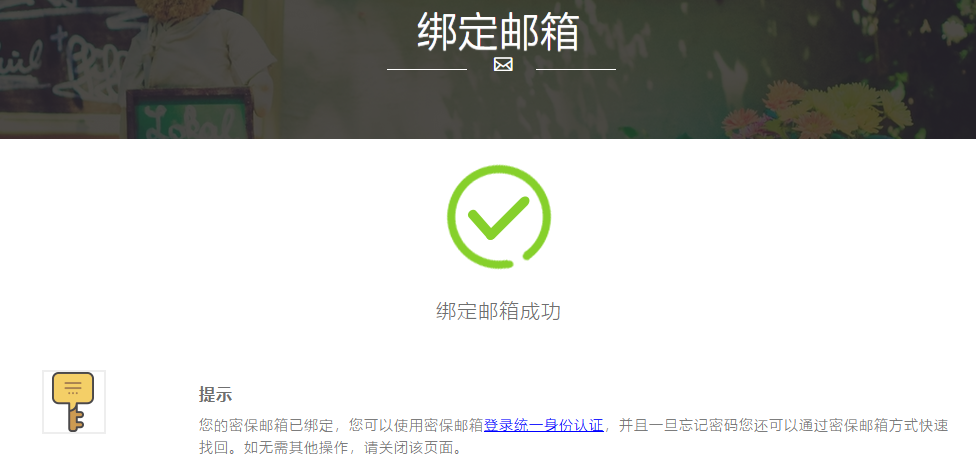 绑定邮箱
绑定邮箱成功
提示
您的密保邮箱已绑定，您可以使用密保邮箱登录统一身份认证，并且一旦忘记密码您还可以通过密保邮箱方式快速
找回。如无需其他操作，请关闭该页面。